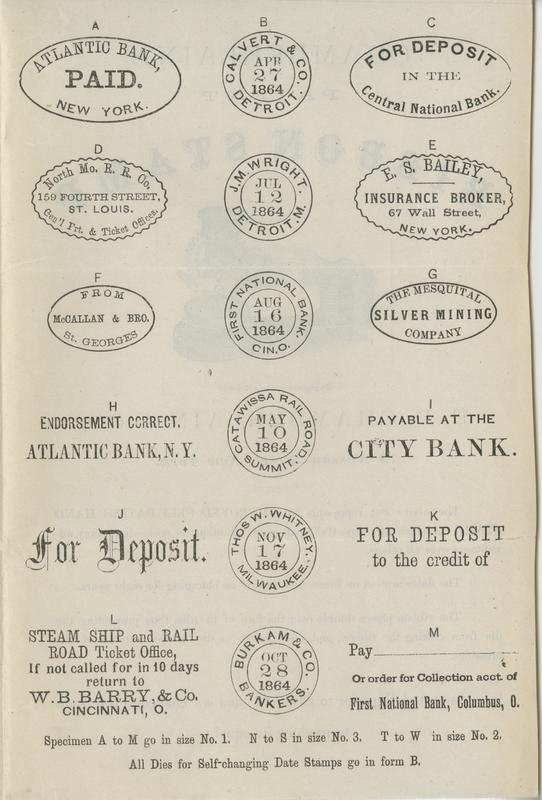 A
ATLANTIC BANK,
PAID.
NEW YORK.
B
CALVERT & CO.
APR
27
1864
DETROIT.
C
FOR DEPOSIT
IN THE
Central National Bank.
D
North Mo. R. R. Co.
159 FOURTH STREET,
ST. LOUIS.
Gen'l Frt. & Ticket Offices.
J.M. WRIGHT.
JUL
12
1864
DETROIT.M.
E
E. S. BAILEY,
INSURANCE BROKER,
67 Wall Street,
NEW YORK.
F
FROM
McCALLAN & BRO.
St. GEORGES
FIRST NATIONAL BANK.
AUG
16
1864
CIN.O.
G
THE MESQUITAL
SILVER MINING
COMPANY
H
ENDORSEMENT CORRECT.
ATLANTIC BANK, N.Y.
CATAWISSA RAIL ROAD.
MAY
10
1864
SUMMIT.
I
PAYABLE AT THE
CITY BANK.
J
For Deposit.
THOS W. WHITNEY.
NOV
17
1864
MILWAUKEE.
K
FOR DEPOSIT
to the credit of
L
STEAM SHIP and RAIL
ROAD Ticket Office,
If not called for in 10 days
return to
W. B. BARRY, & Co.
CINCINNATI, O.
BURKAM & CO.
OCT
28
1864
BANKERS.
M
Pay
Or order for Collection acct. of
First National Bank, Columbus, O.
Specimen A to M go in size No. 1. N to S in size No. 3. T to W in size No. 2.
All Dies for Self-changing Date Stamps go in form B.